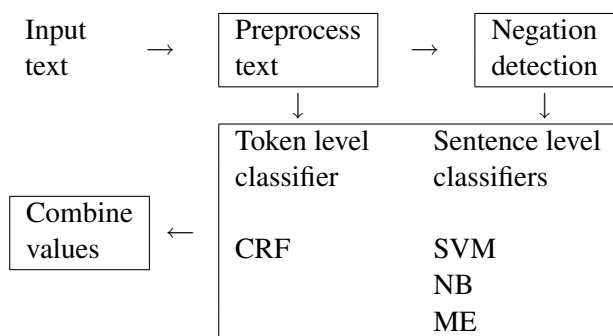 Input text
→
Preprocess text
→
Negation detection
↓
↓
Token level classifier
Sentence level classifiers
CRF
SVM
NB
ME
←
Combine values